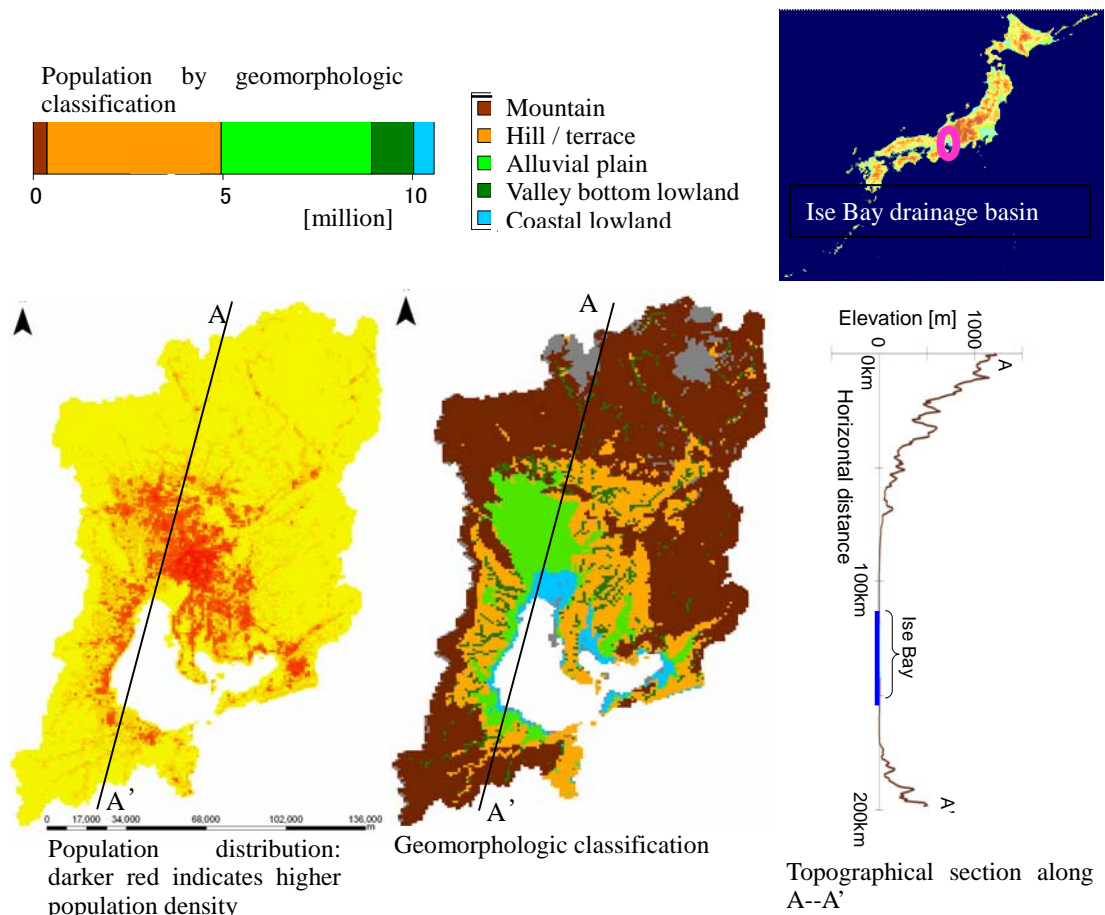 Population by geomorphologic
classification
0 5 10
[million]
Mountain
Hill / terrace
Alluvial plain
Valley bottom lowland
Coastal lowland
Ise Bay drainage basin
A
A'
0 17,000 34,000 68,000 102,000 136,000
m
Population distribution:
darker red indicates higher
population density
A
A'
Geomorphologic classification
Elevation [m]
0 1000
0km
100km
200km
Horizontal distance
Ise Bay
A
A'
Topographical section along
A--A'